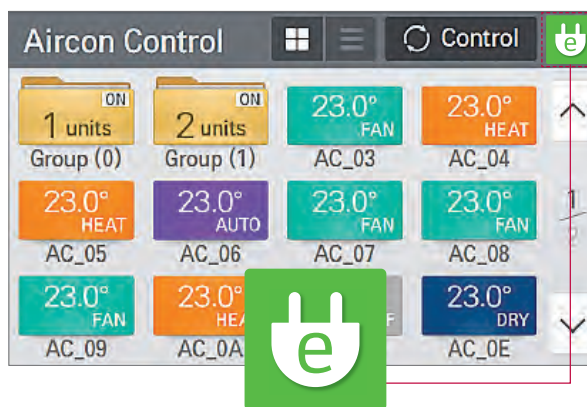 Aircon Control
Control
e
ON
1 units
Group (0)
ON
2 units
Group (1)
23.0°
FAN
AC_03
23.0°
HEAT
AC_04
1
23.0°
HEAT
AC_05
23.0°
AUTO
AC_06
23.0°
FAN
AC_07
23.0°
FAN
AC_08
23.0°
FAN
AC_09
23.0°
AC_0A
e
F
23.0°
DRY
AC_0E